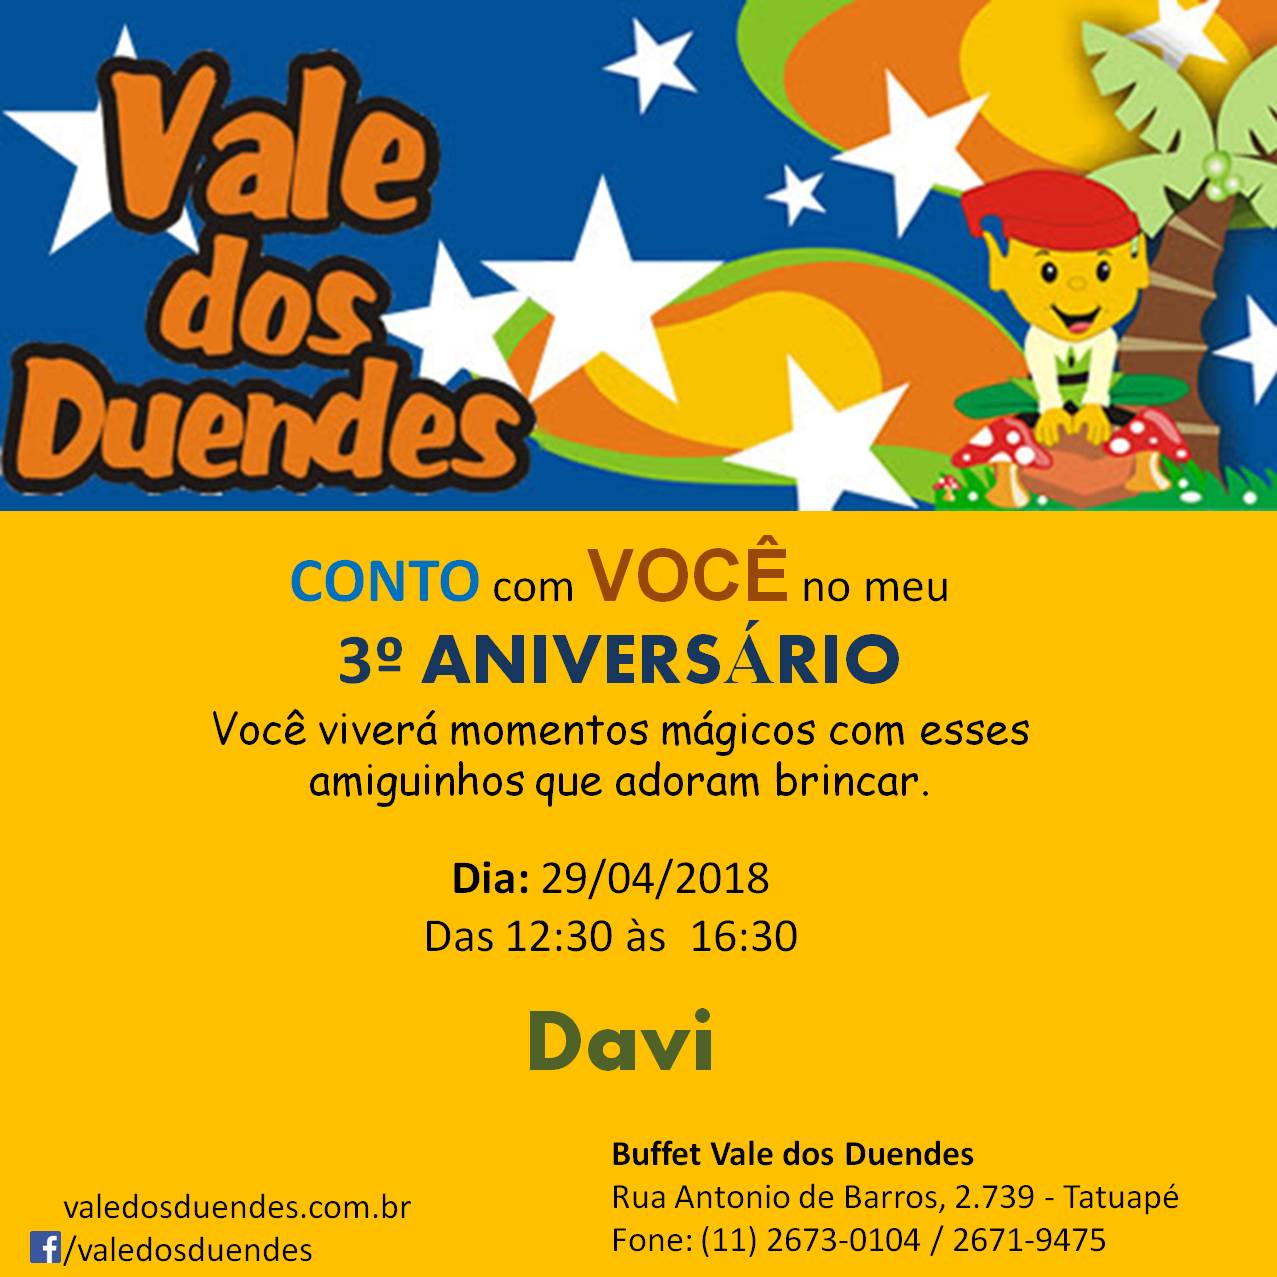 Vale
dos
Duendes
CONTO com VOCÊ no meu
3º ANIVERSÁRIO
Você viverá momentos mágicos com esses
amiguinhos que adoram brincar.
Dia: 29/04/2018
Das 12:30 às 16:30
Davi
Buffet Vale dos Duendes
Rua Antonio de Barros, 2.739 - Tatuapé
Fone: (11) 2673-0104 / 2671-9475
valedosduendes.com.br
f/valedosduendes